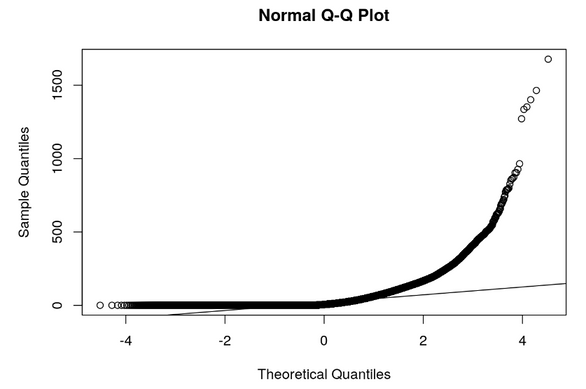 Normal Q-Q Plot
Sample Quantiles
1500
1000
500
0
-4 -2 0 2 4
Theoretical Quantiles